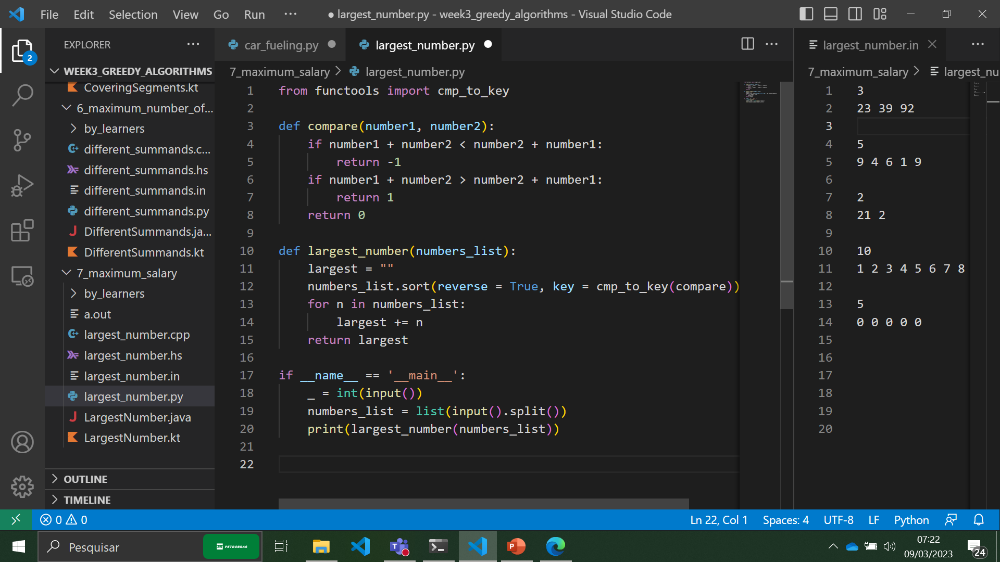 File Edit Selection View Go Run ··· ● largest_number.py - week3_greedy_algorithms - Visual Studio Code
EXPLORER ···
2
WEEK3_GREEDY_ALGORITHMS
CoveringSegments.kt
6_maximum_number_of...
by_learners
different_summands.c...
different_summands.hs
different_summands.in
different_summands.py
DifferentSummands.ja...
DifferentSummands.kt
7_maximum_salary
by_learners
a.out
largest_number.cpp
largest_number.hs
largest_number.in
largest_number.py
LargestNumber.java
LargestNumber.kt
OUTLINE
TIMELINE
car_fueling.py ● largest_number.py ●
7_maximum_salary > largest_number.py
1 from functools import cmp_to_key
2
3 def compare(number1, number2):
4     if number1 + number2 < number2 + number1:
5         return -1
6     if number1 + number2 > number2 + number1:
7         return 1
8     return 0
9
10 def largest_number(numbers_list):
11     largest = ""
12     numbers_list.sort(reverse = True, key = cmp_to_key(compare))
13     for n in numbers_list:
14         largest += n
15     return largest
16
17 if __name__ == '__main__':
18     _ = int(input())
19     numbers_list = list(input().split())
20     print(largest_number(numbers_list))
21
22
largest_number.in
7_maximum_salary > largest_nu
1 3
2 23 39 92
3
4 5
5 9 4 6 1 9
6
7 2
8 21 2
9
10 10
11 1 2 3 4 5 6 7 8
12
13 5
14 0 0 0 0 0
15
16
17
18
19
20
0 0 Ln 22, Col 1 Spaces: 4 UTF-8 LF Python
Pesquisar
BR PETROBRAS
07:22
09/03/2023
24